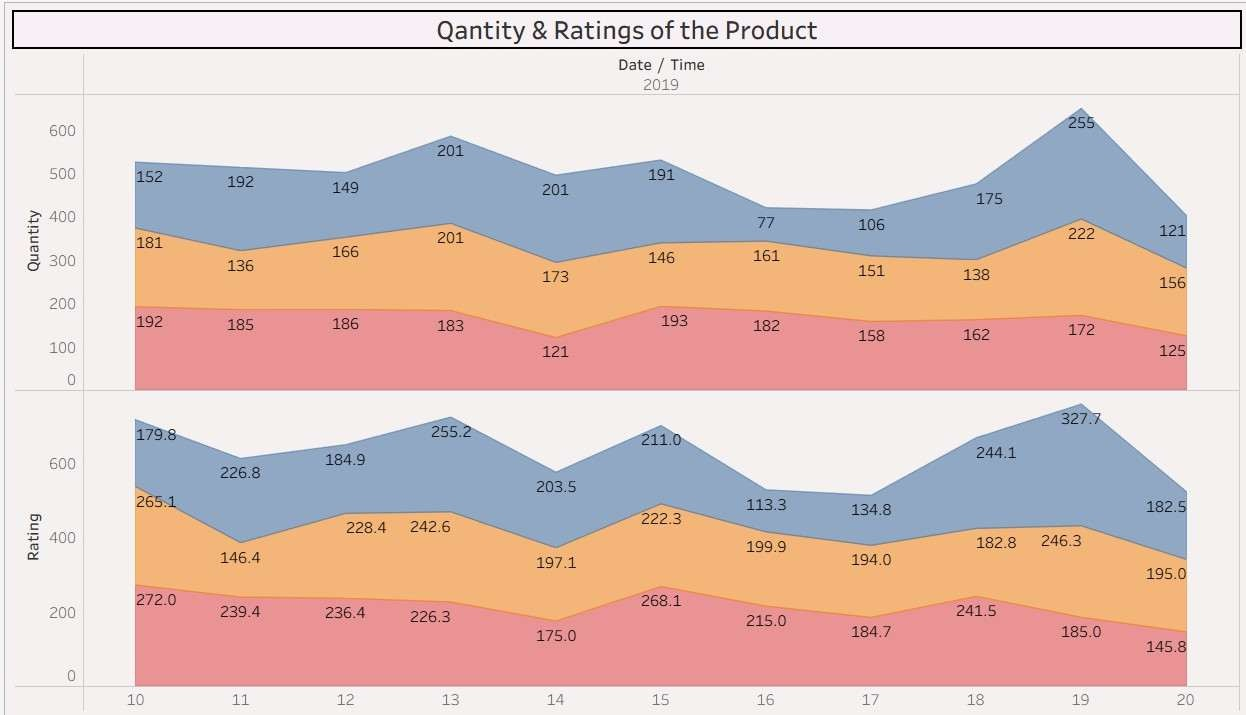 Qantity & Ratings of the Product
Date / Time
2019
Quantity
600
500
400
300
200
100
0
152 192 149 201 201 191 77 106 175 255 121
181 136 166 201 173 146 161 151 138 222 156
192 185 186 183 121 193 182 158 162 172 125
Rating
600
400
200
0
179.8 226.8 184.9 255.2 203.5 211.0 113.3 134.8 244.1 327.7 182.5
265.1 146.4 228.4 242.6 197.1 222.3 199.9 194.0 182.8 246.3 195.0
272.0 239.4 236.4 226.3 175.0 268.1 215.0 184.7 241.5 185.0 145.8
10 11 12 13 14 15 16 17 18 19 20